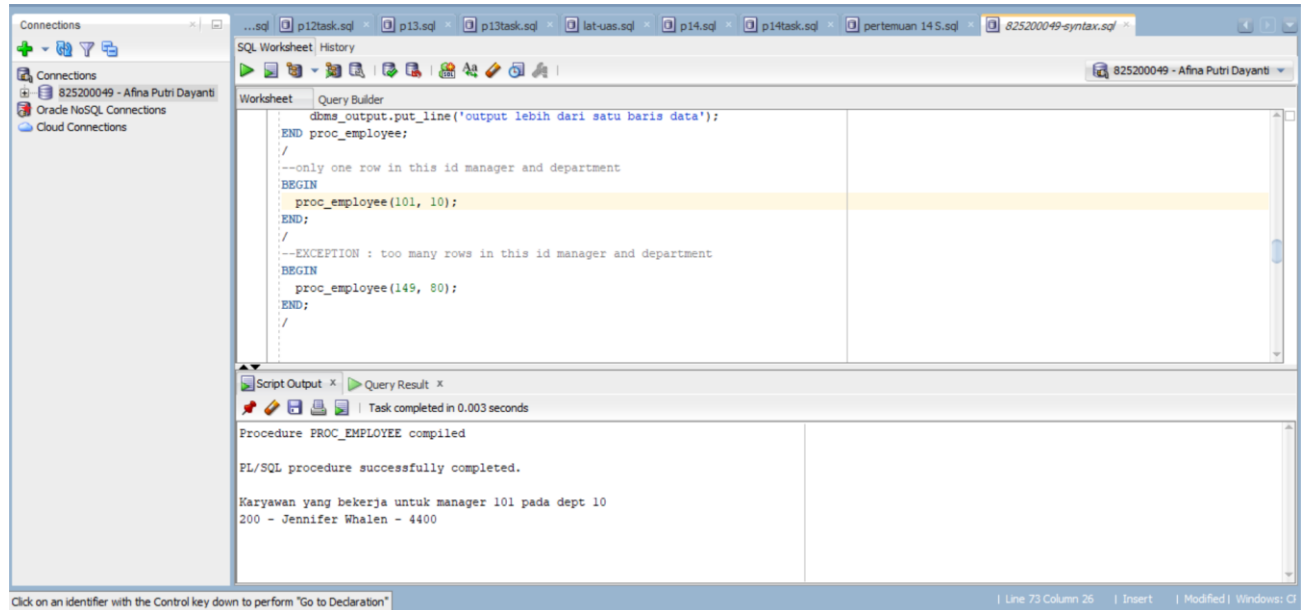 Connections
...sql p12task.sql p13.sql p13task.sql lat-uas.sql p14.sql p14task.sql pertemuan 14 S.sql 825200049-syntax.sql
SQL Worksheet History
Connections
825200049 - Afina Putri Dayanti
Oracle NoSQL Connections
Cloud Connections
825200049 - Afina Putri Dayanti
Worksheet Query Builder
dbms_output.put_line('output lebih dari satu baris data');
END proc_employee;
/
--only one row in this id manager and department
BEGIN
proc_employee(101, 10);
END;
/
--EXCEPTION : too many rows in this id manager and department
BEGIN
proc_employee(149, 80);
END;
/
Script Output x Query Result x
Task completed in 0.003 seconds
Procedure PROC_EMPLOYEE compiled
PL/SQL procedure successfully completed.
Karyawan yang bekerja untuk manager 101 pada dept 10
200 - Jennifer Whalen - 4400
Click on an identifier with the Control key down to perform "Go to Declaration"
| Line 73 Column 26 | Insert | Modified | Windows: Cl